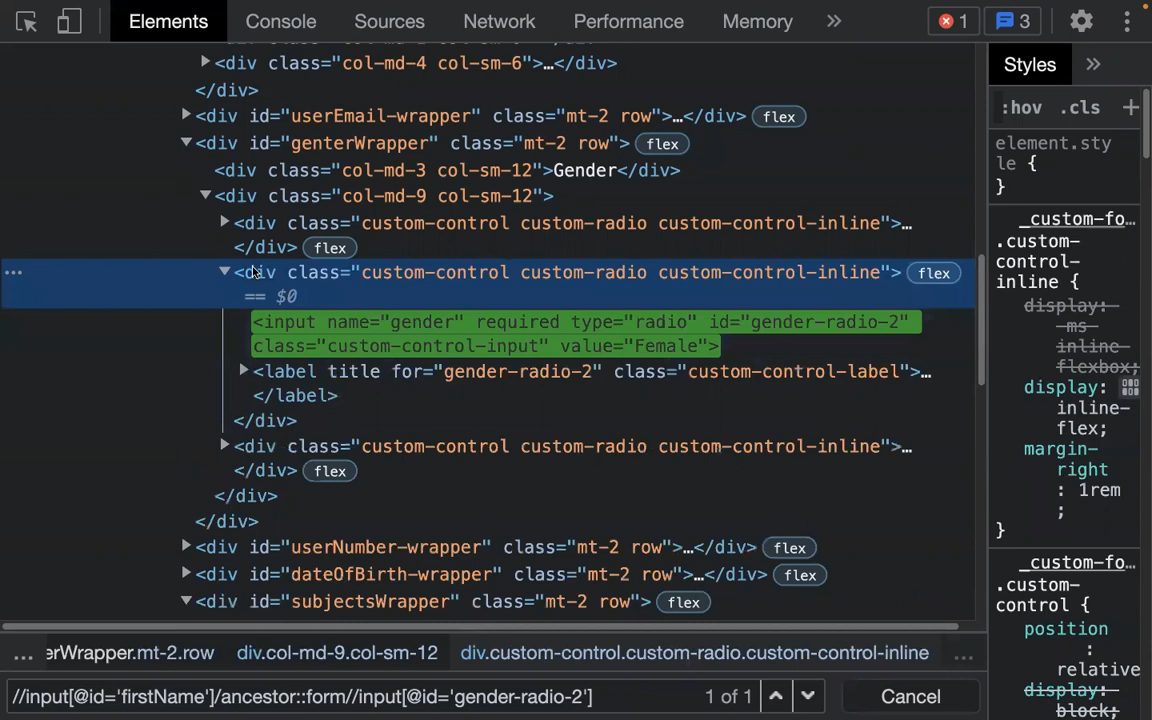 Elements
Console
Sources
Network
Performance
Memory
»
1
3
<div class="col-md-4 col-sm-6">…</div>
</div>
<div id="userEmail-wrapper" class="mt-2 row">…</div> flex
<div id="genterWrapper" class="mt-2 row"> flex
<div class="col-md-3 col-sm-12">Gender</div>
<div class="col-md-9 col-sm-12">
<div class="custom-control custom-radio custom-control-inline">…
</div> flex
<div class="custom-control custom-radio custom-control-inline"> flex
== $0
<input name="gender" required type="radio" id="gender-radio-2"
class="custom-control-input" value="Female">
<label title for="gender-radio-2" class="custom-control-label">…
</label>
</div>
<div class="custom-control custom-radio custom-control-inline">…
</div> flex
</div>
</div>
<div id="userNumber-wrapper" class="mt-2 row">…</div> flex
<div id="dateOfBirth-wrapper" class="mt-2 row">…</div> flex
<div id="subjectsWrapper" class="mt-2 row"> flex
… erWrapper.mt-2.row div.col-md-9.col-sm-12 div.custom-control.custom-radio.custom-control-inline …
//input[@id='firstName']/ancestor::form//input[@id='gender-radio-2'] 1 of 1 Cancel
Styles »
:hov .cls +
element.sty
le {
}
_custom-fo…
.custom-
control-
inline {
display:
-ms-
inline-
flexbox;
display:
inline-
flex;
margin-
right
: 1rem
;
}
_custom-fo…
.custom-
control {
position
:
relative
display:
block;